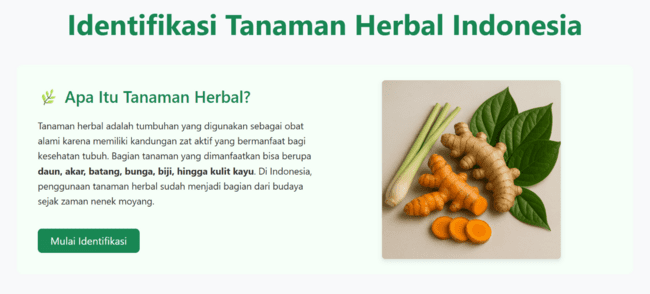 Identifikasi Tanaman Herbal Indonesia
Apa Itu Tanaman Herbal?
Tanaman herbal adalah tumbuhan yang digunakan sebagai obat
alami karena memiliki kandungan zat aktif yang bermanfaat bagi
kesehatan tubuh. Bagian tanaman yang dimanfaatkan bisa berupa
daun, akar, batang, bunga, biji, hingga kulit kayu. Di Indonesia,
penggunaan tanaman herbal sudah menjadi bagian dari budaya
sejak zaman nenek moyang.
Mulai Identifikasi